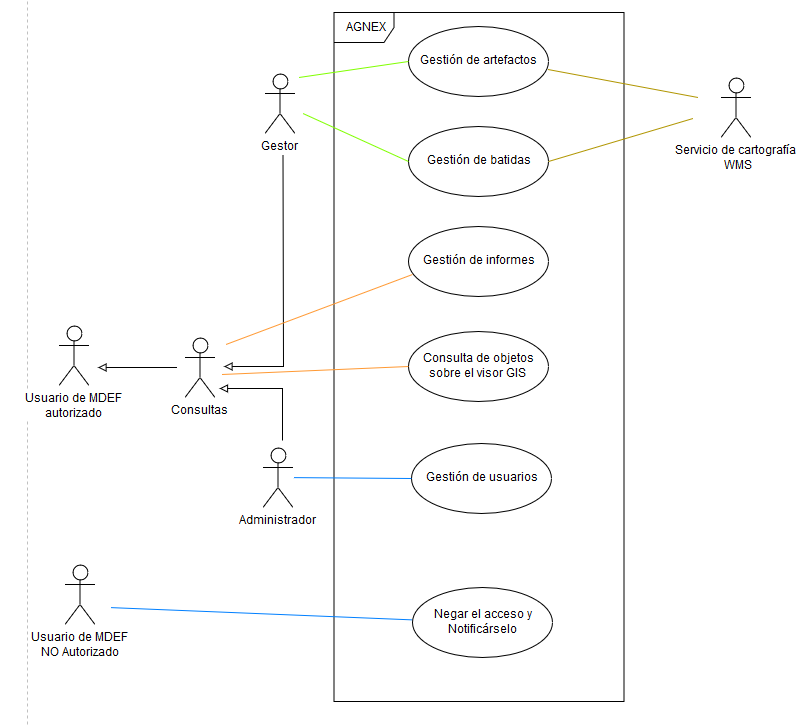 AGNEX
Gestión de artefactos
Gestor
Servicio de cartografía
WMS
Gestión de batidas
Gestión de informes
Consulta de objetos
sobre el visor GIS
Usuario de MDEF
autorizado
Consultas
Gestión de usuarios
Administrador
Negar el acceso y
Notificárselo
Usuario de MDEF
NO Autorizado